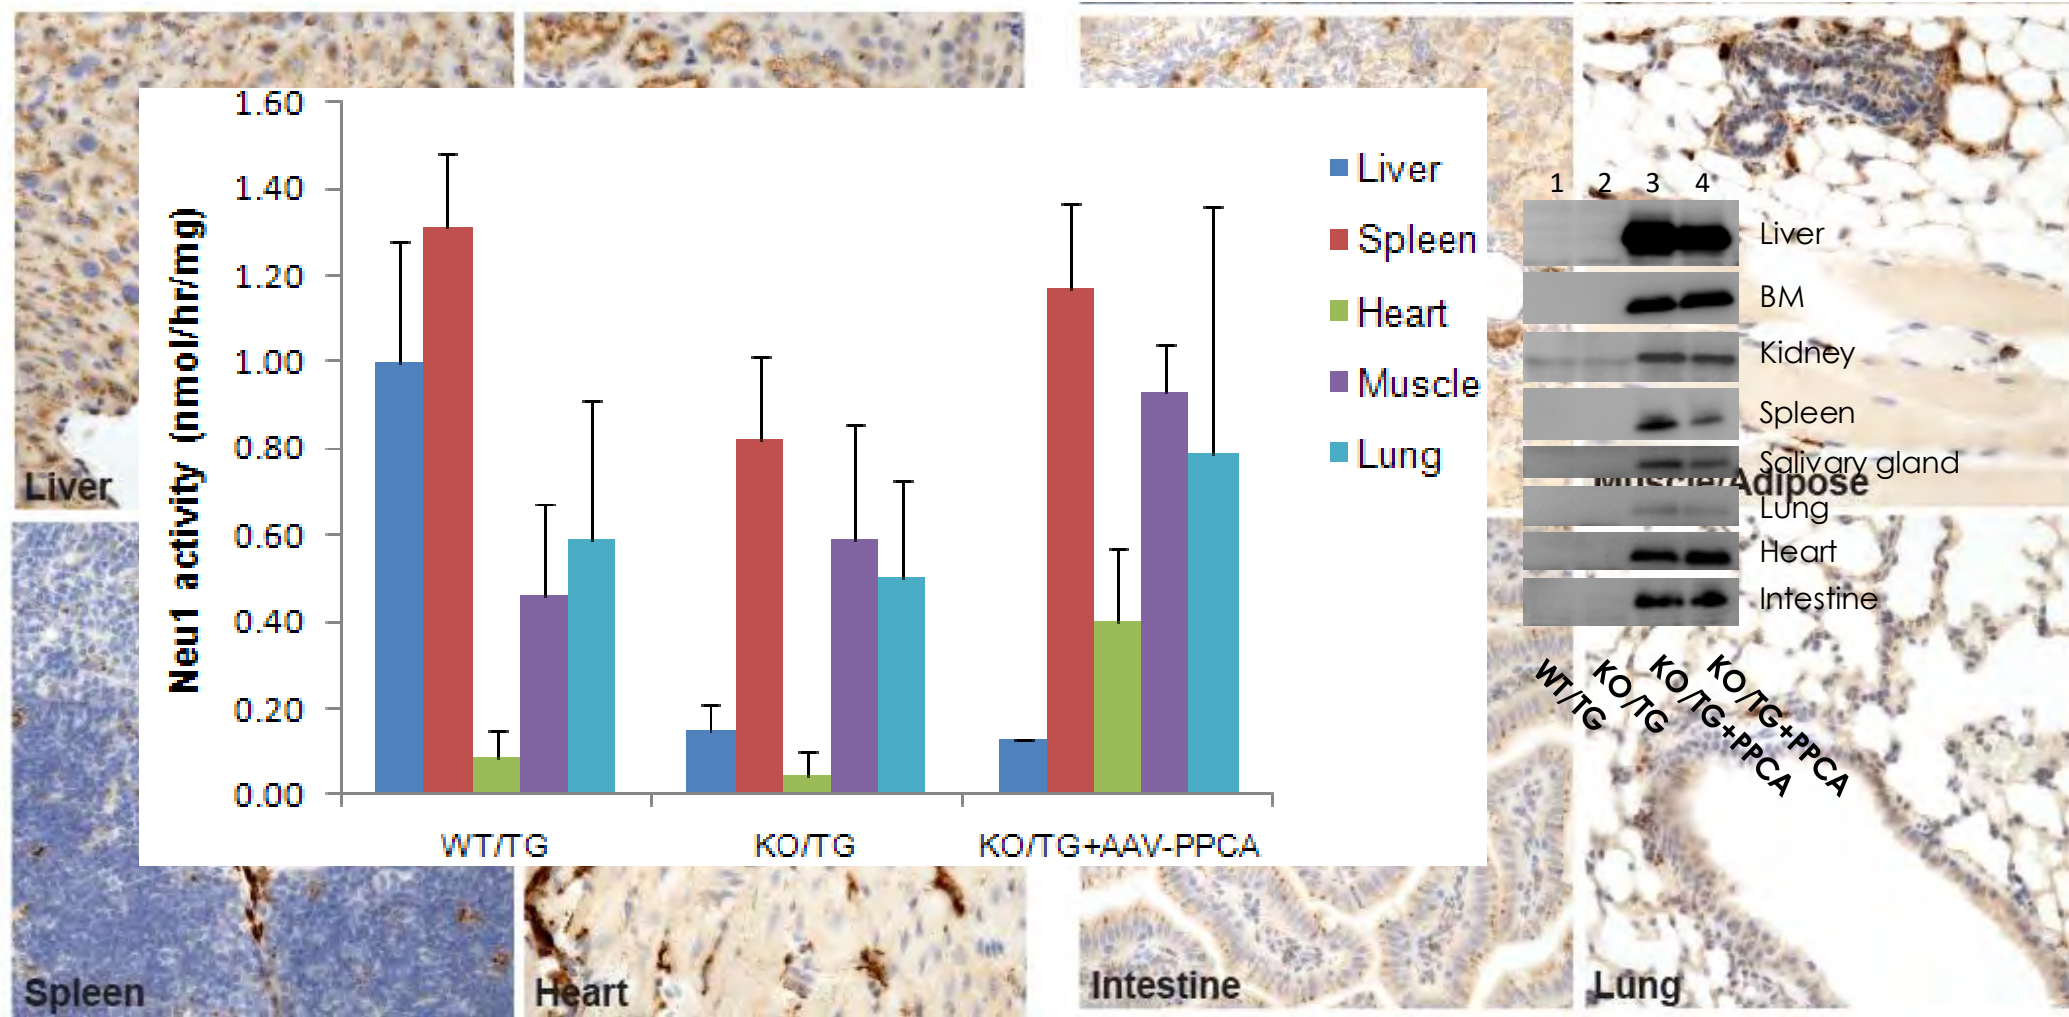 1.60
1.40
1.20
1.00
0.80
0.60
0.40
0.20
0.00
Neu1 activity (nmol/hr/mg)
WT/TG
KO/TG
KO/TG+AAV-PPCA
Liver
Spleen
Heart
Muscle
Lung
1 2 3 4
Liver
BM
Kidney
Spleen
Salivary gland
Lung
Heart
Intestine
WT/TG
KO/TG
KO/TG+PPCA
KO/TG+PPCA
Liver
Muscle/Adipose
Spleen
Heart
Intestine
Lung